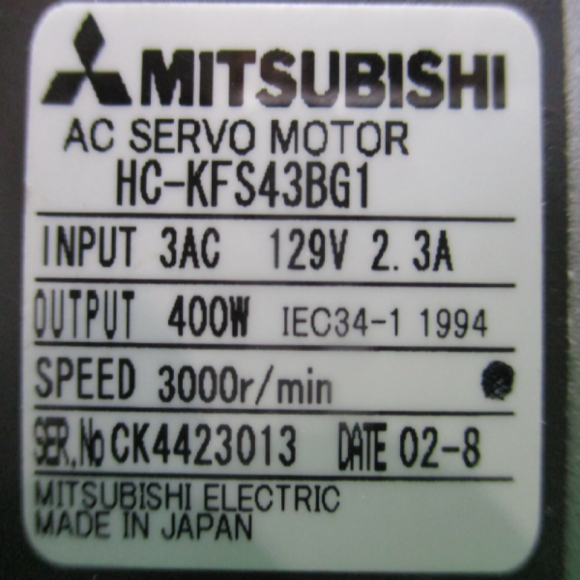 MITSUBISHI
AC SERVO MOTOR
HC-KFS43BG1
INPUT 3AC 129V 2.3A
OUTPUT 400W IEC34-1 1994
SPEED 3000r/min
SER.No CK4423013 DATE 02-8
MITSUBISHI ELECTRIC
MADE IN JAPAN